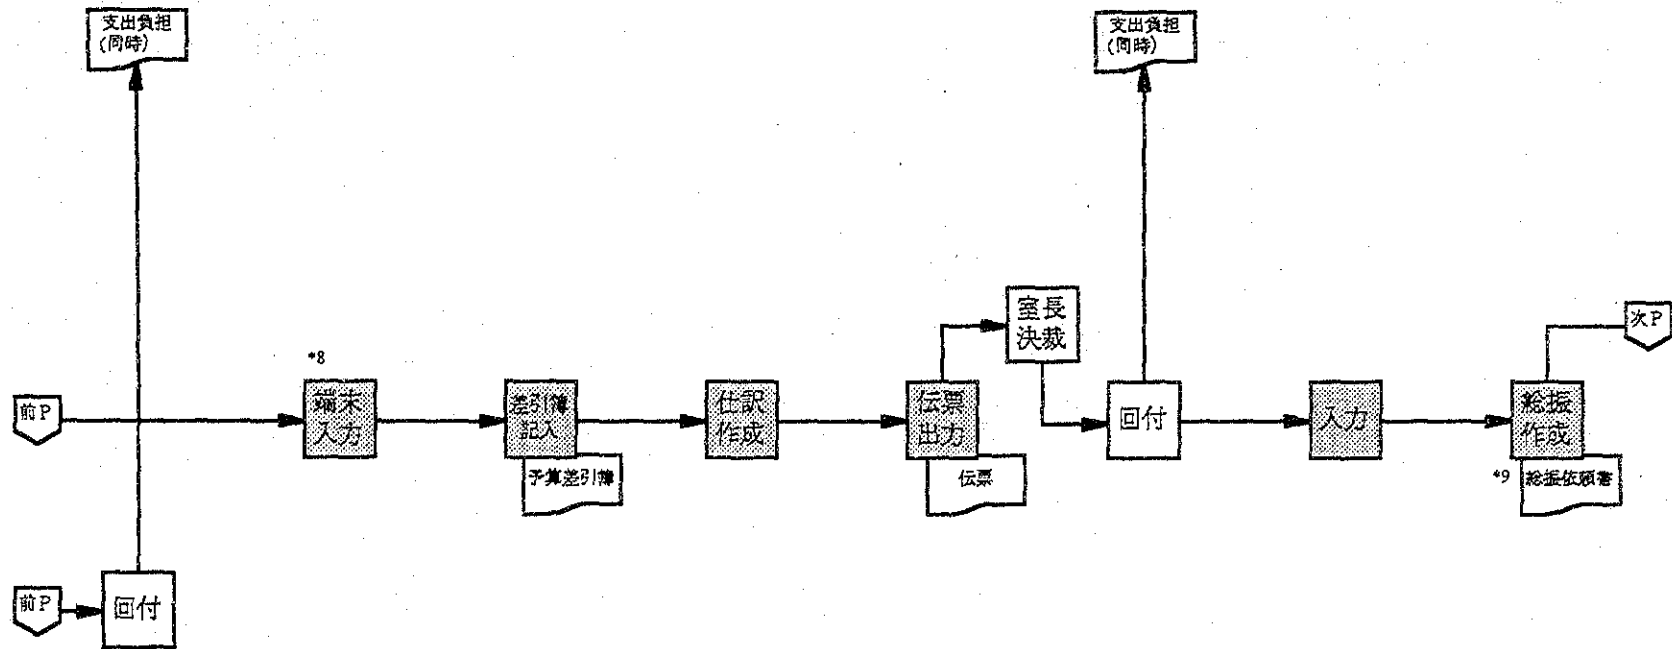 支出負担
(同時)
支出負担
(同時)
室長
決裁
次P
*8
前P
端末
入力
差引簿
記入
仕訳
作成
伝票
出力
回付
入力
総振
作成
予算差引簿
伝票
*9
総振依頼書
前P
回付